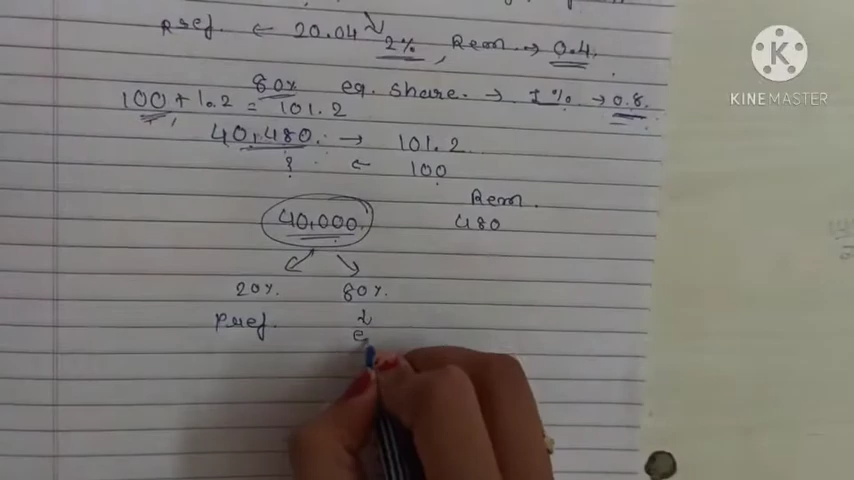 Pref. ← 20.04 2%, Rem → 0.4.
80% eq. share. → 1% → 0.8.
100 + 1.2 = 101.2
40,480. → 101.2
? ← 100
Rem.
40,000. 480
20%. 80%.
Pref. e
K
KINEMASTER